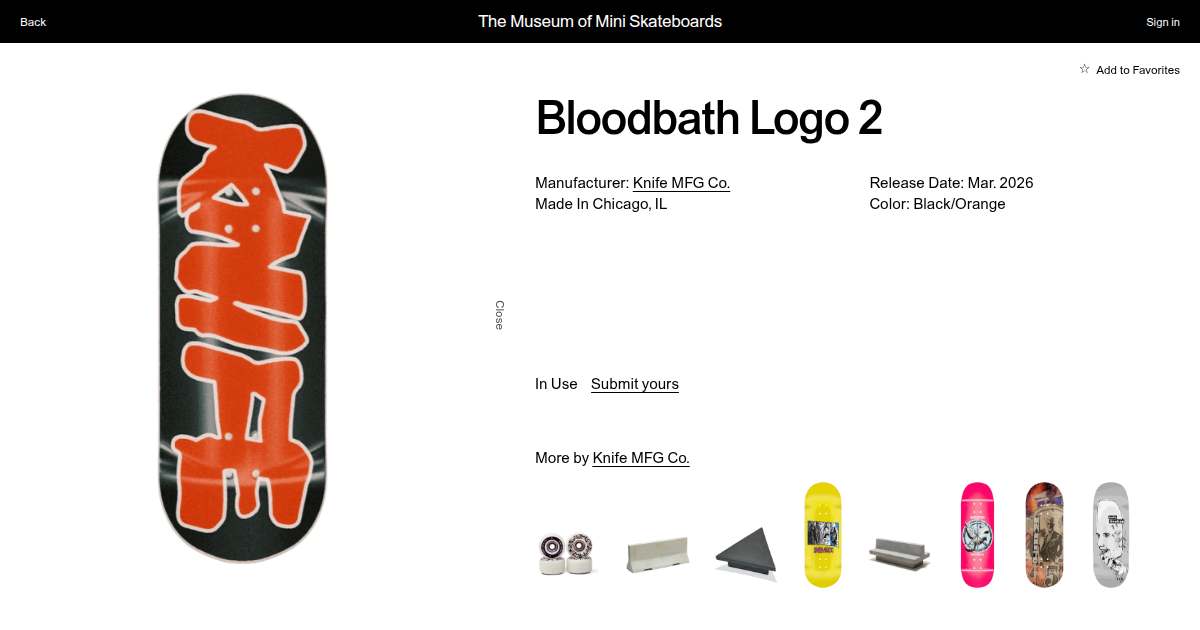 Back
The Museum of Mini Skateboards
Sign in
☆ Add to Favorites
Bloodbath Logo 2
Manufacturer: Knife MFG Co.
Made In Chicago, IL
Release Date: Mar. 2026
Color: Black/Orange
KNIFE
Close
In Use Submit yours
More by Knife MFG Co.